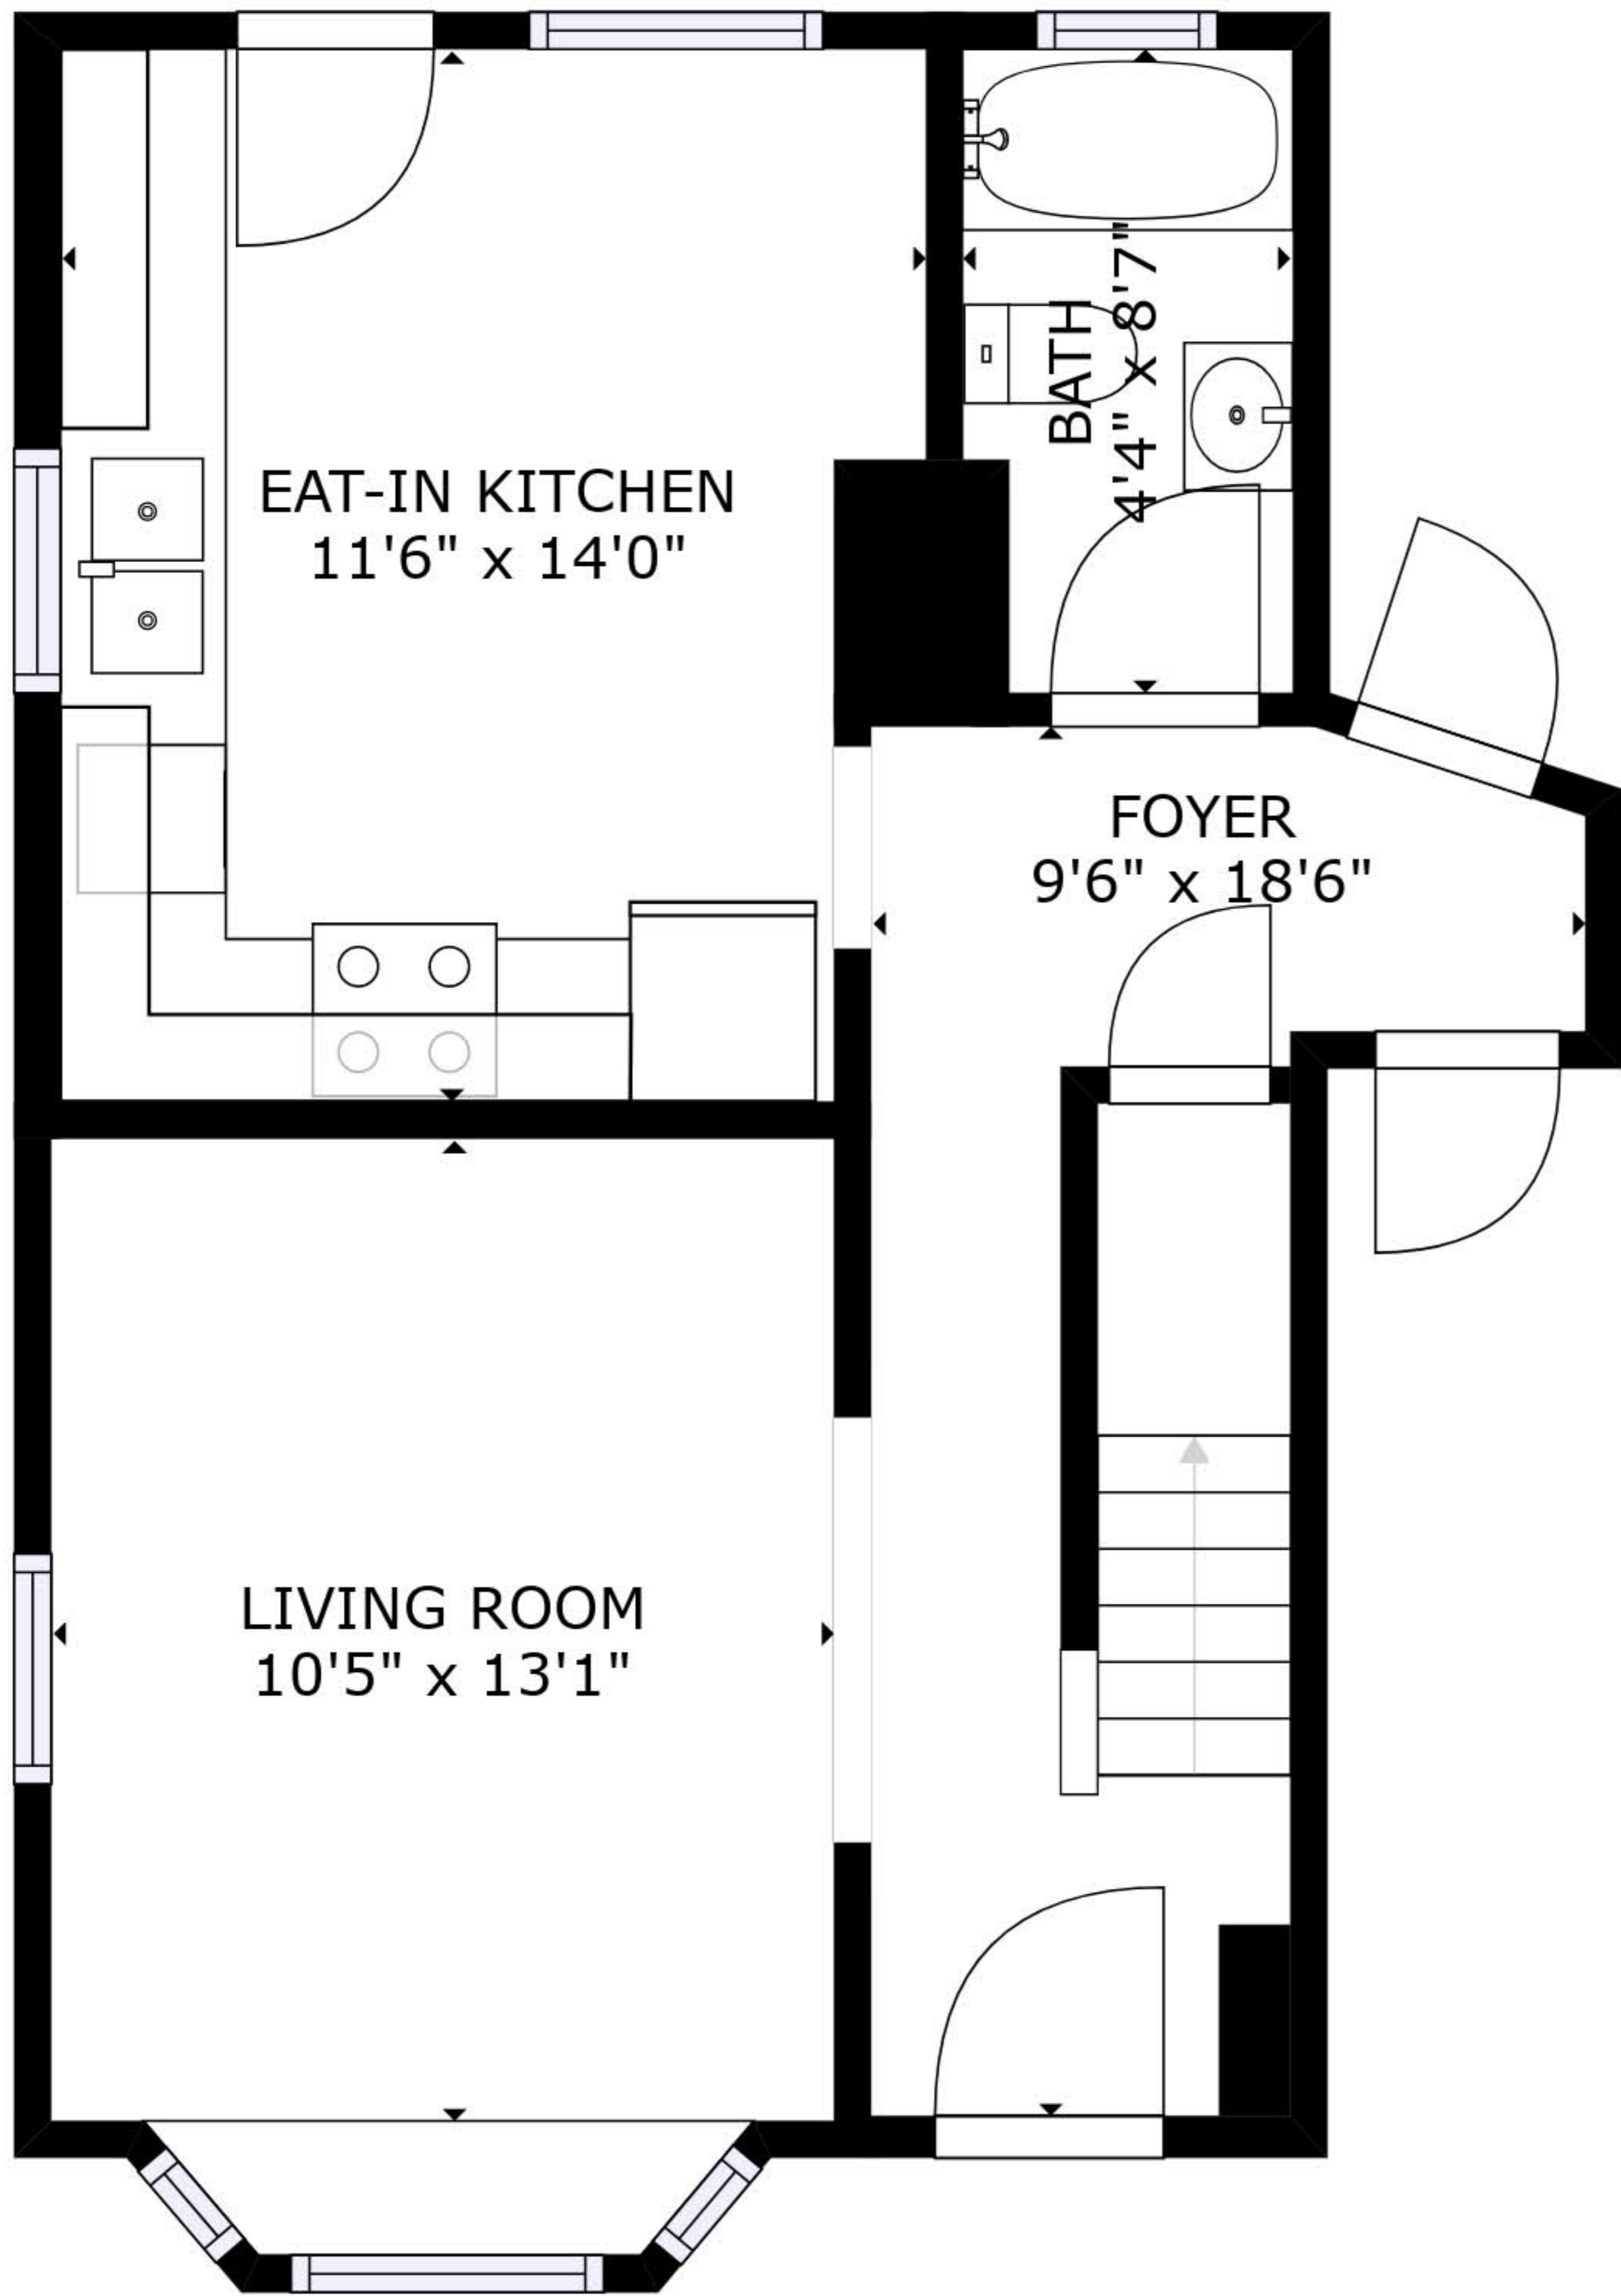 EAT-IN KITCHEN
11'6" x 14'0"
BATH
4'4" x 8'7"
FOYER
9'6" x 18'6"
LIVING ROOM
10'5" x 13'1"